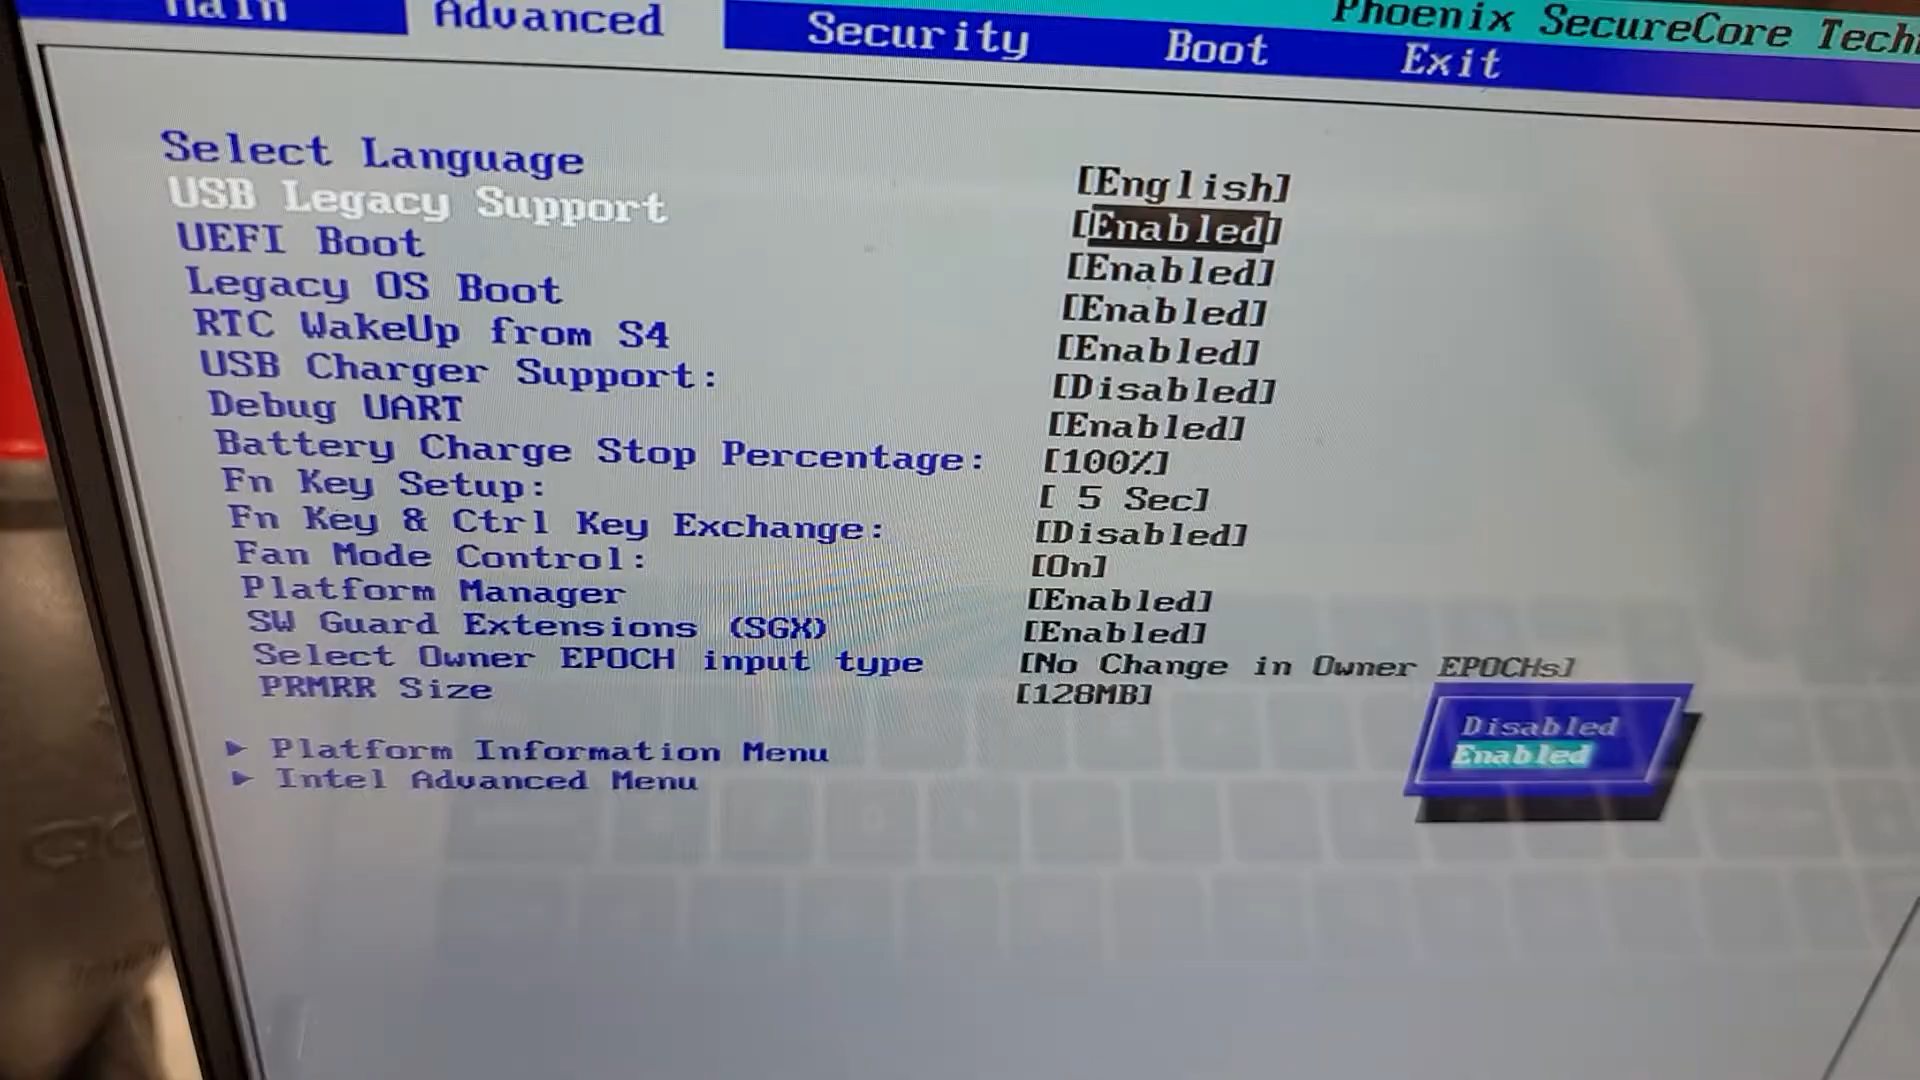 Main Advanced Security Boot Exit
Phoenix SecureCore
Select Language [English]
USB Legacy Support [Enabled]
UEFI Boot [Enabled]
Legacy OS Boot [Enabled]
RTC WakeUp from S4 [Enabled]
USB Charger Support: [Disabled]
Debug UART [Enabled]
Battery Charge Stop Percentage: [100%]
Fn Key Setup: [ 5 Sec]
Fn Key & Ctrl Key Exchange: [Disabled]
Fan Mode Control: [On]
Platform Manager [Enabled]
SW Guard Extensions (SGX) [Enabled]
Select Owner EPOCH input type [No Change in Owner EPOCHs]
PRMRR Size [128MB]
Platform Information Menu
Intel Advanced Menu
Disabled
Enabled